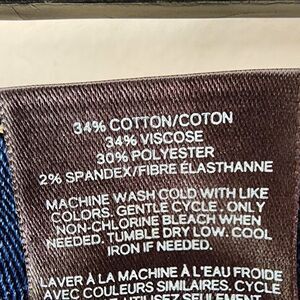 34% COTTON/COTON
34% VISCOSE
30% POLYESTER
2% SPANDEX/FIBRE ÉLASTHANNE
MACHINE WASH COLD WITH LIKE
COLORS. GENTLE CYCLE. ONLY
NON-CHLORINE BLEACH WHEN
NEEDED. TUMBLE DRY LOW. COOL
IRON IF NEEDED.
LAVER À LA MACHINE À L'EAU FROIDE
AVEC COULEURS SIMILAIRES. CYCLE
UTILISEZ SEULEMENT